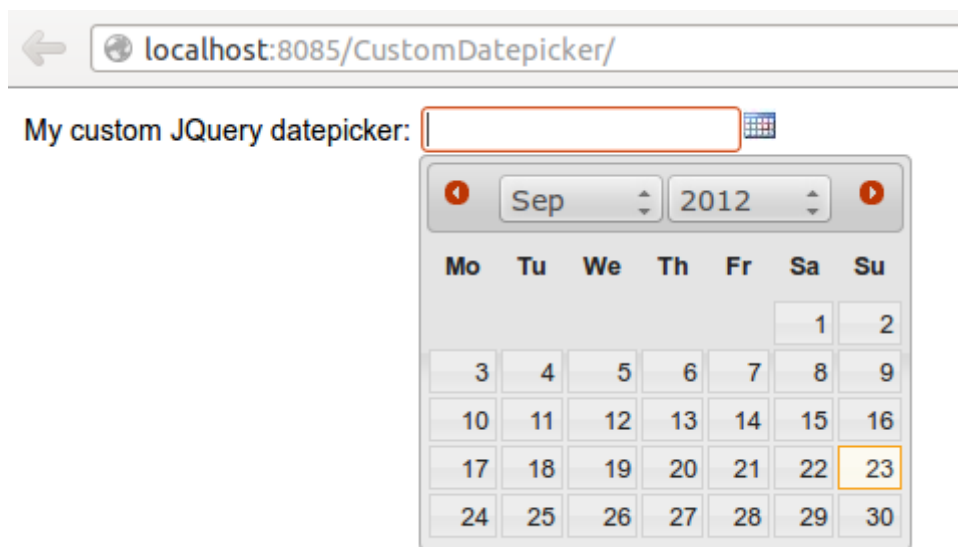 localhost:8085/CustomDatepicker/
My custom JQuery datepicker:
Sep 2012
Mo Tu We Th Fr Sa Su
1 2
3 4 5 6 7 8 9
10 11 12 13 14 15 16
17 18 19 20 21 22 23
24 25 26 27 28 29 30